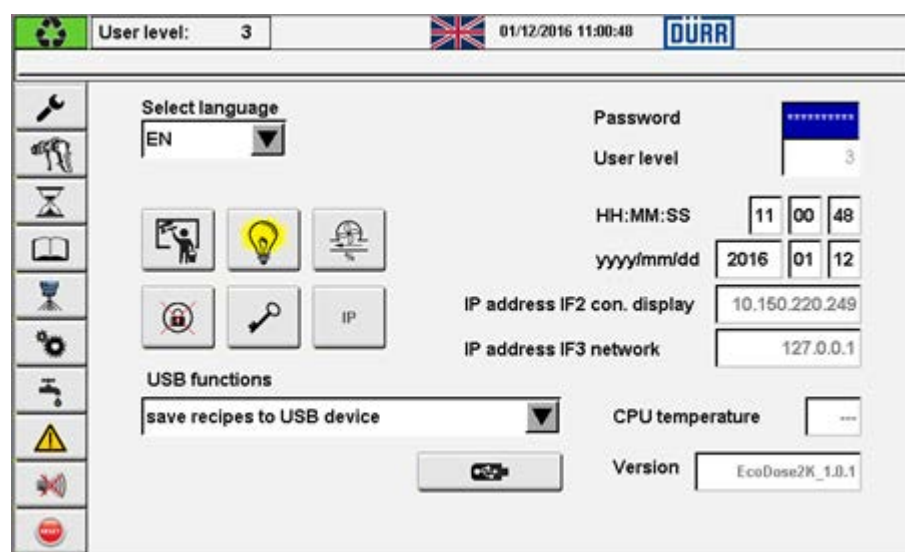 User level: 3 01/12/2016 11:00:48 DÜRR
Select language
EN
Password **********
User level 3
HH:MM:SS 11 00 48
yyyy/mm/dd 2016 01 12
%
IP
IP address IF2 con. display 10.150.220.249
IP address IF3 network 127.0.0.1
USB functions
save recipes to USB device
CPU temperature ---
Version EcoDose2K_1.0.1
RESET